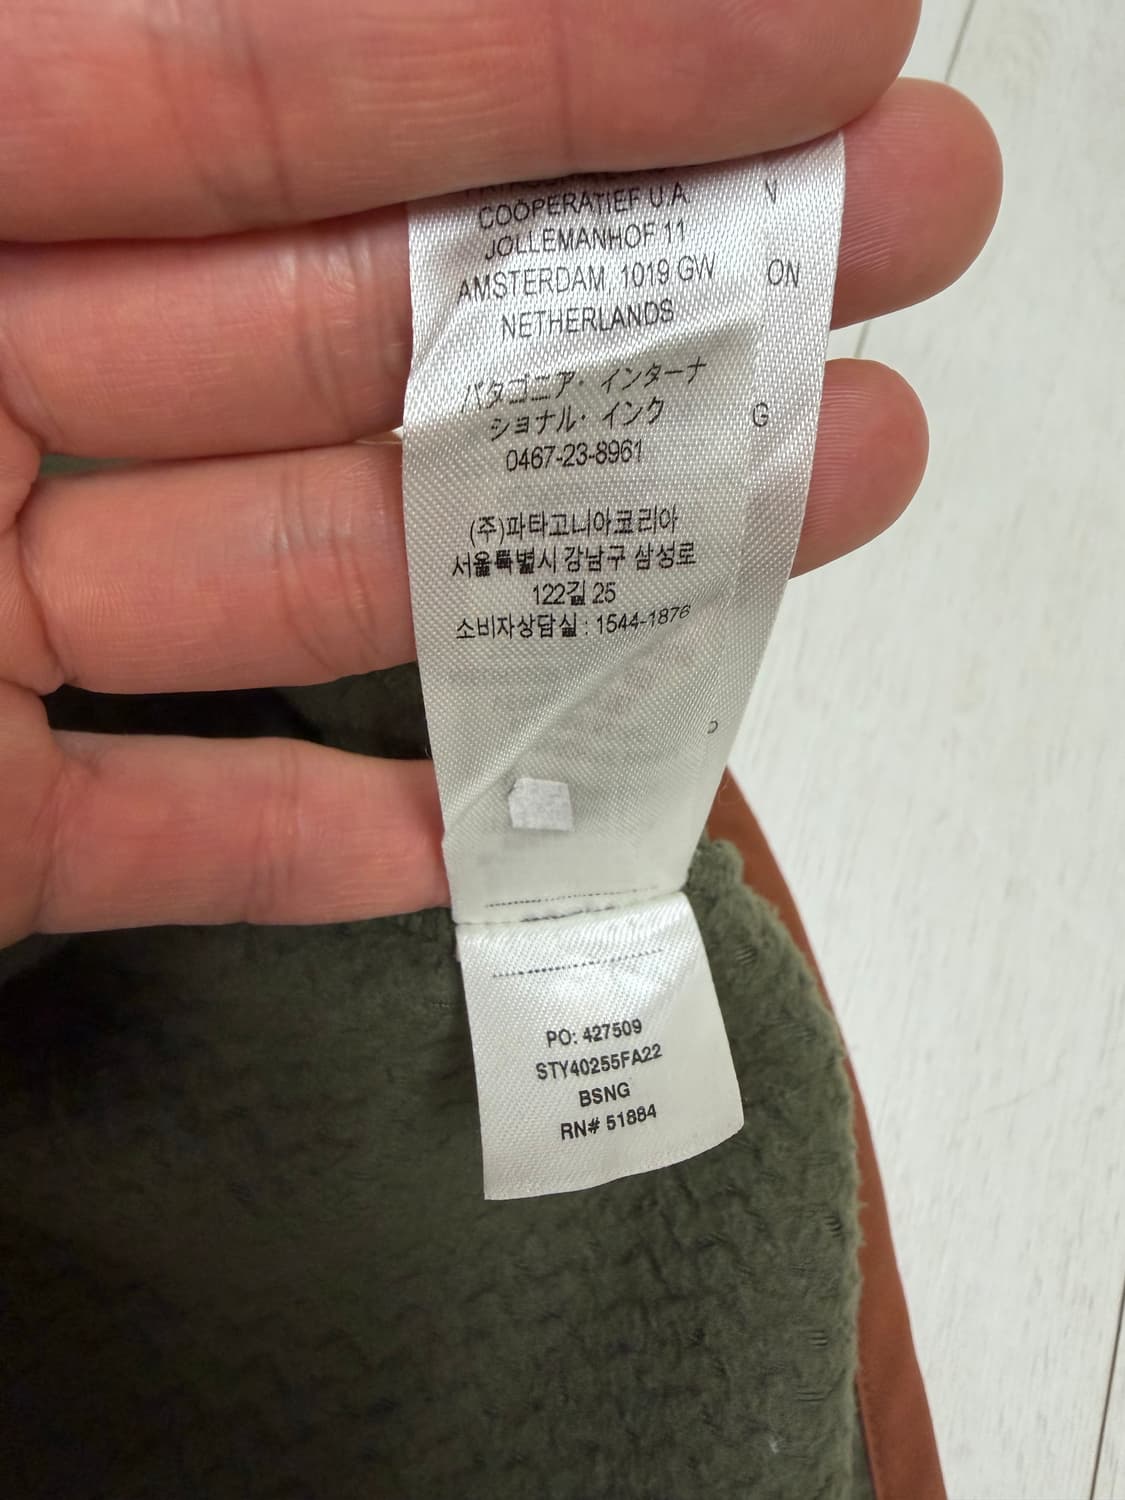 COÖPERATIEF U.A.
JOLLEMANHOF 11
AMSTERDAM, 1019 GW
NETHERLANDS
パタゴニア・インターナ
ショナル・インク
0467-23-8961
(주)파타고니아코리아
서울특별시 강남구 삼성로
122길 25
소비자상담실 : 1544-1876
N
ON
G
PO: 427509
STY40255FA22
BSNG
RN# 51884